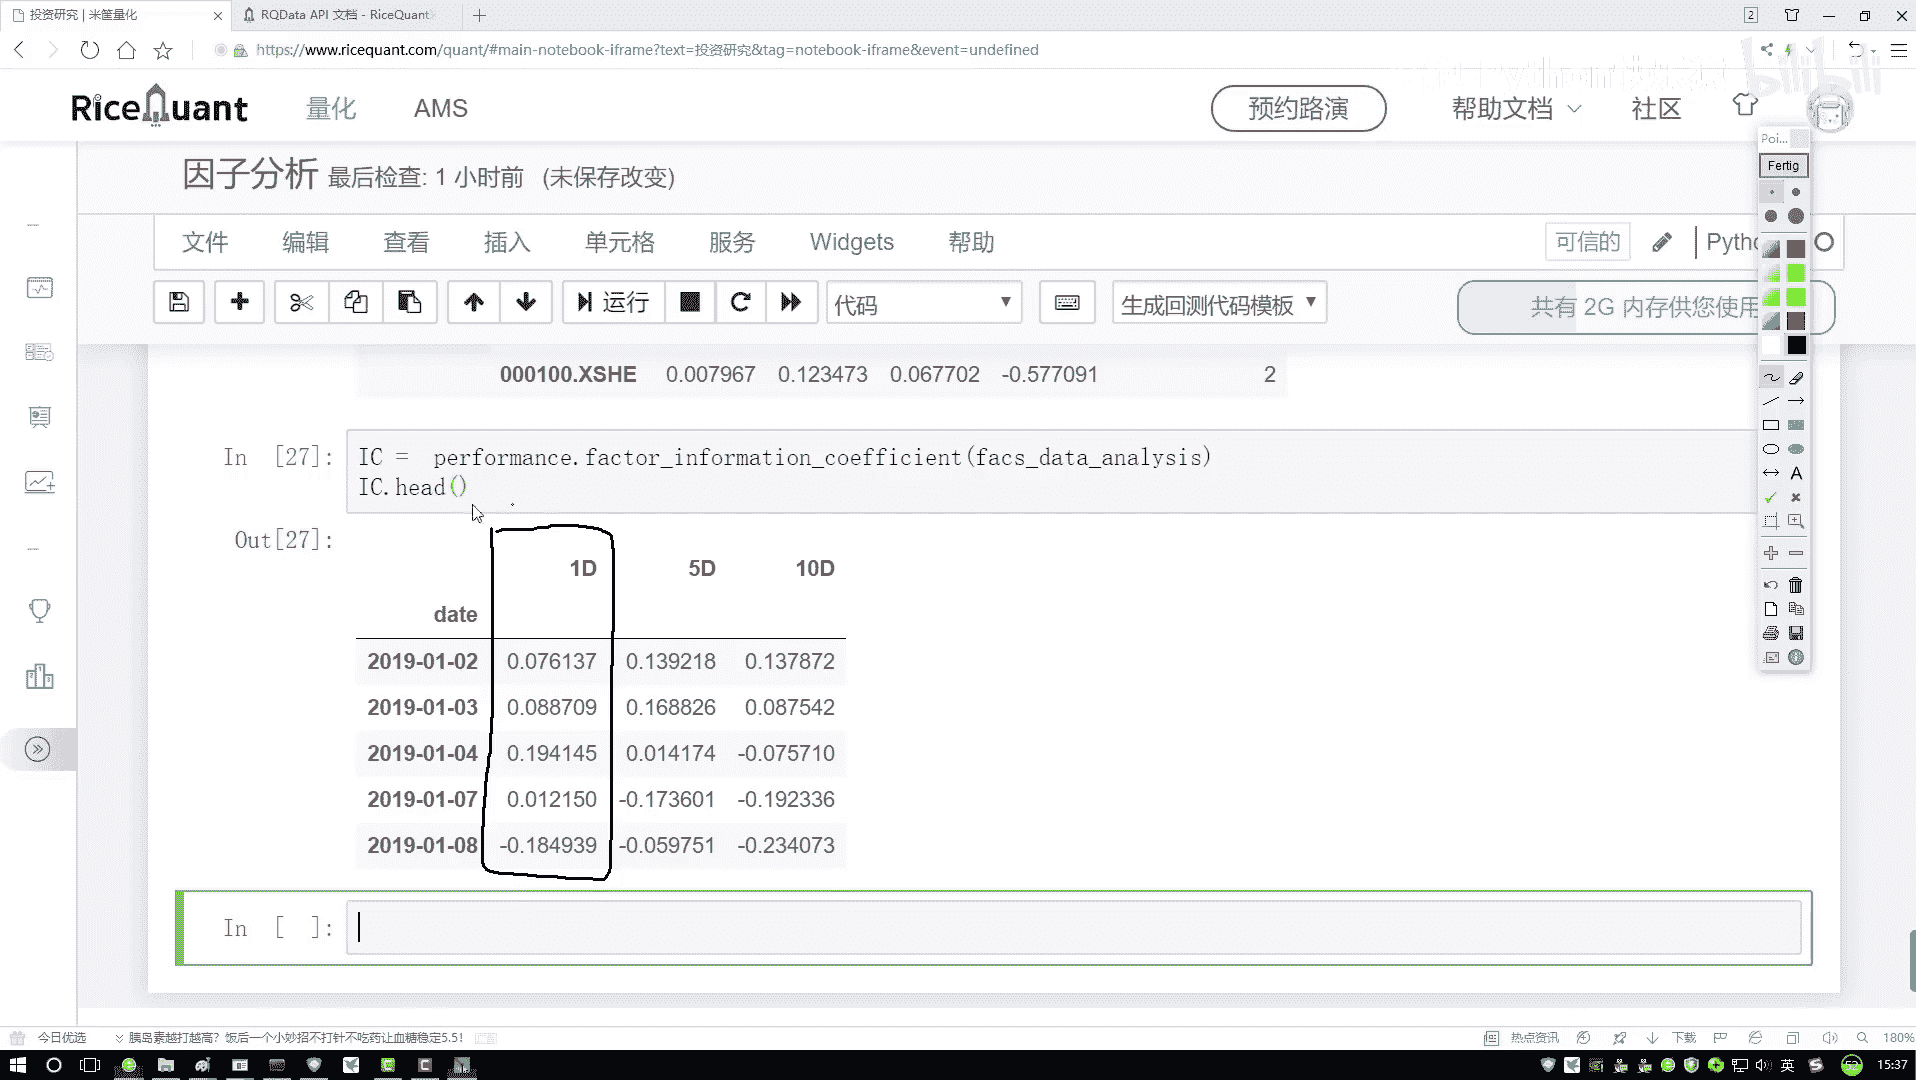 投资研究 | 米筐量化
RQData API 文档 - RiceQuant
2
https://www.ricequant.com/quant/#main-notebook-iframe?text=投资研究&tag=notebook-iframe&event=undefined
bilibili
RiceQuant 量化 AMS 预约路演 帮助文档 社区
Poi...
Fertig
因子分析 最后检查: 1 小时前 (未保存改变)
文件 编辑 查看 插入 单元格 服务 Widgets 帮助 可信的
运行 代码 生成回测代码模板 共有 2G 内存供您使用
A
000100.XSHE 0.007967 0.123473 0.067702 -0.577091 2
In [27]: IC = performance.factor_information_coefficient(facs_data_analysis)
IC.head()
Out[27]:
1D 5D 10D
date
2019-01-02 0.076137 0.139218 0.137872
2019-01-03 0.088709 0.168826 0.087542
2019-01-04 0.194145 0.014174 -0.075710
2019-01-07 0.012150 -0.173601 -0.192336
2019-01-08 -0.184939 -0.059751 -0.234073
In [ ]:
今日优选 胰岛素越打越高？饭后一个小妙招不打针不吃药让血糖稳定5.5! 热点资讯 下载 180%
英 52 15:37